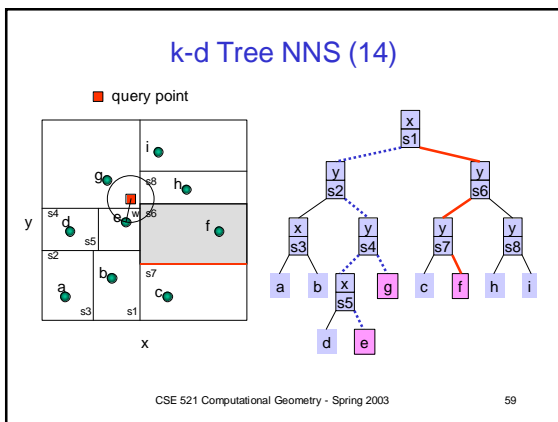 k-d Tree NNS (14)
query point
i
g
s8
h
s4
e
w
s6
d
f
y
s5
s2
s7
b
a
c
s3
s1
x
x
s1
y
s2
y
s6
x
s3
y
s4
y
s7
y
s8
a
b
x
s5
g
c
f
h
i
d
e
CSE 521 Computational Geometry - Spring 2003
59